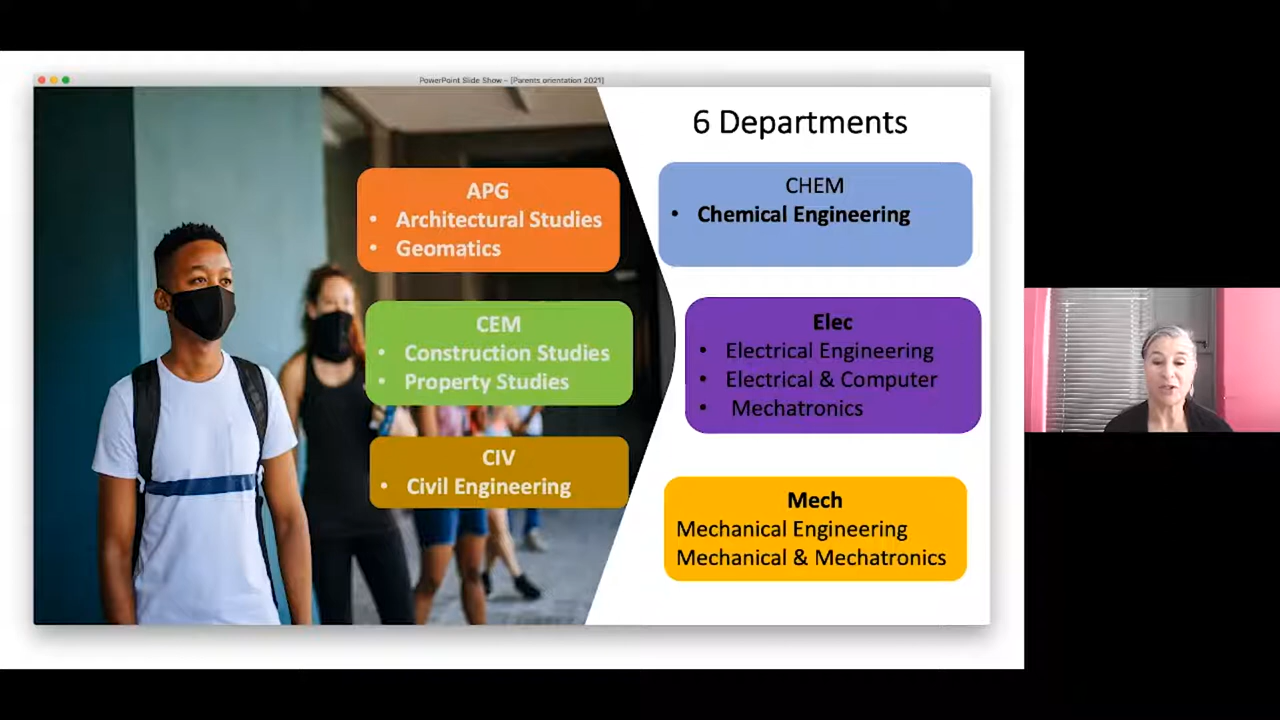 PowerPoint Slide Show - [Parents orientation 2021]
6 Departments
APG
• Architectural Studies
• Geomatics
CEM
• Construction Studies
• Property Studies
CIV
• Civil Engineering
CHEM
• Chemical Engineering
Elec
• Electrical Engineering
• Electrical & Computer
• Mechatronics
Mech
Mechanical Engineering
Mechanical & Mechatronics